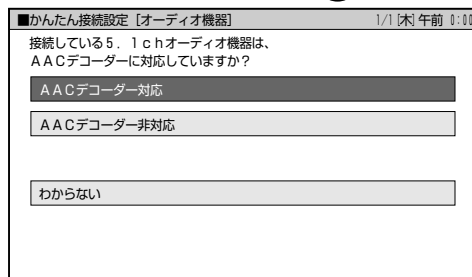 ■かんたん接続設定［オーディオ機器］ 1/1[木]午前 0:00
接続している５．１ｃｈオーディオ機器は、
ＡＡＣデコーダーに対応していますか？
ＡＡＣデコーダー対応
ＡＡＣデコーダー非対応
わからない